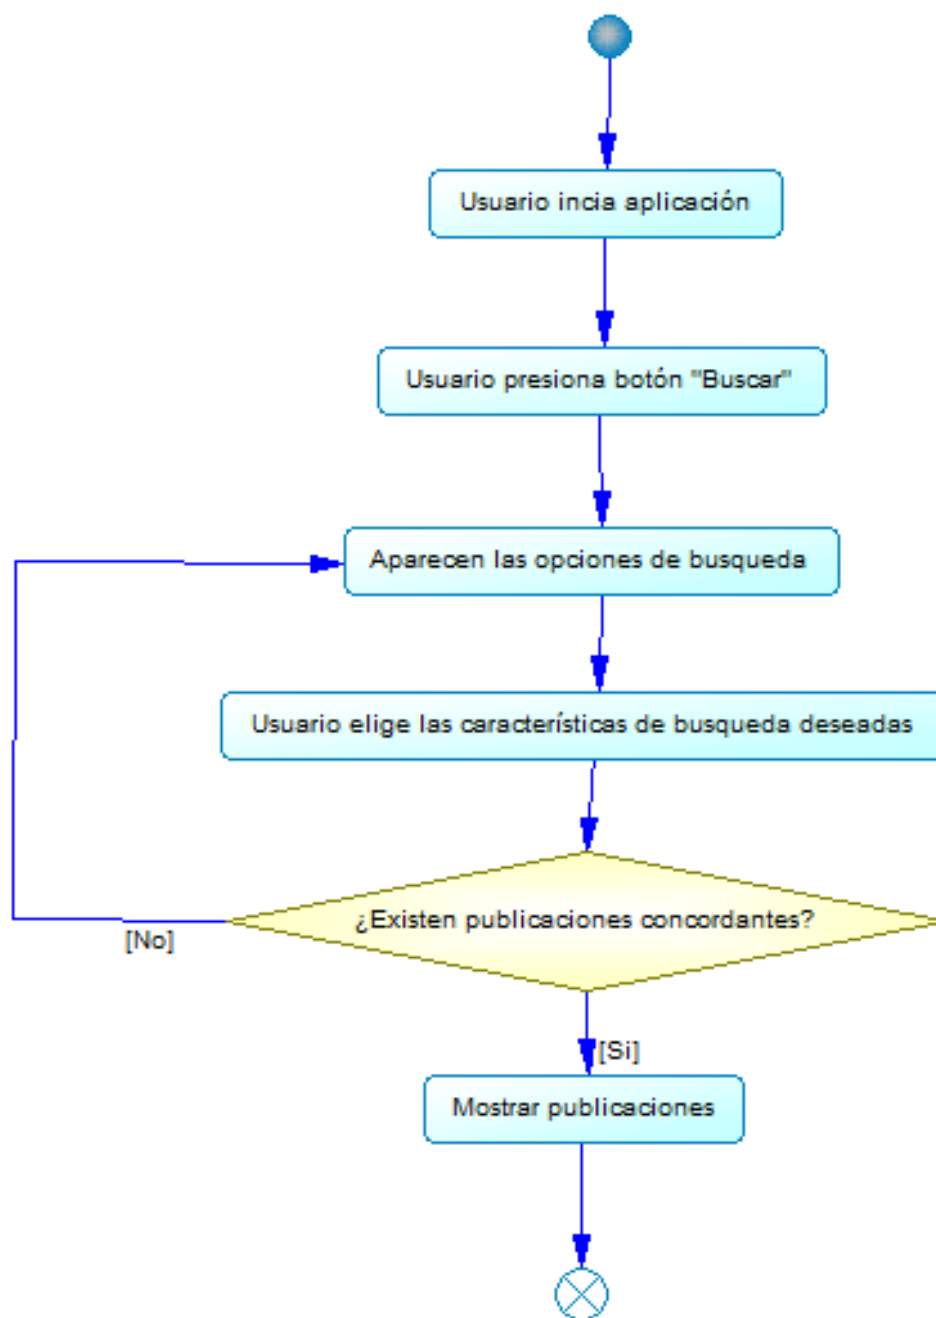 Usuario incia aplicación
Usuario presiona botón "Buscar"
Aparecen las opciones de busqueda
Usuario elige las característícas de busqueda deseadas
¿Existen publicaciones concordantes?
[No]
[Si]
Mostrar publicaciones